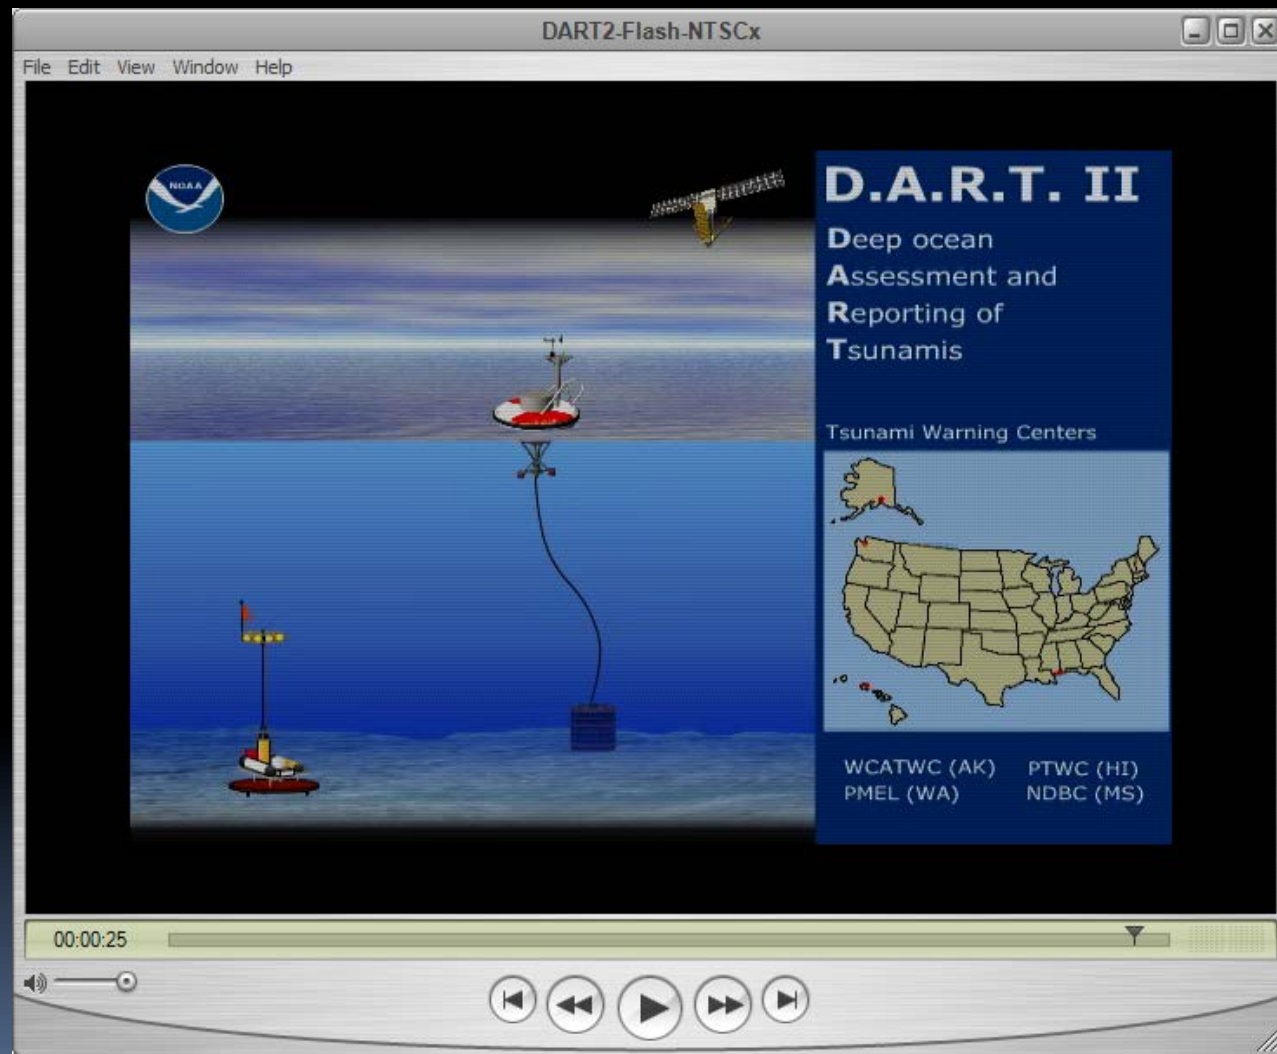 DART2-Flash-NTSCx
File Edit View Window Help
NOAA
D.A.R.T. II
Deep ocean
Assessment and
Reporting of
Tsunamis
Tsunami Warning Centers
WCATWC (AK) PTWC (HI)
PMEL (WA) NDBC (MS)
00:00:25